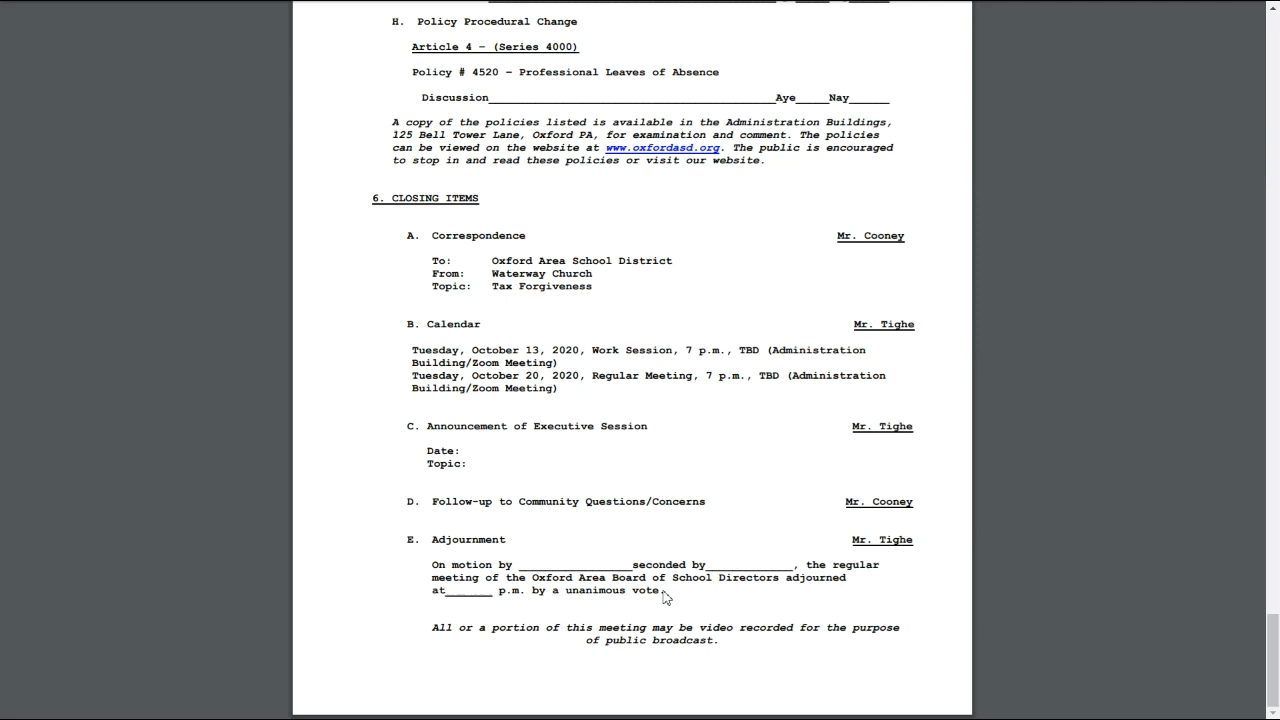 H. Policy Procedural Change
Article 4 – (Series 4000)
Policy # 4520 – Professional Leaves of Absence
Discussion___________________________________________Aye_____Nay______
A copy of the policies listed is available in the Administration Buildings,
125 Bell Tower Lane, Oxford PA, for examination and comment. The policies
can be viewed on the website at www.oxfordasd.org. The public is encouraged
to stop in and read these policies or visit our website.
6. CLOSING ITEMS
A. Correspondence Mr. Cooney
To: Oxford Area School District
From: Waterway Church
Topic: Tax Forgiveness
B. Calendar Mr. Tighe
Tuesday, October 13, 2020, Work Session, 7 p.m., TBD (Administration
Building/Zoom Meeting)
Tuesday, October 20, 2020, Regular Meeting, 7 p.m., TBD (Administration
Building/Zoom Meeting)
C. Announcement of Executive Session Mr. Tighe
Date:
Topic:
D. Follow-up to Community Questions/Concerns Mr. Cooney
E. Adjournment Mr. Tighe
On motion by _________________seconded by_____________, the regular
meeting of the Oxford Area Board of School Directors adjourned
at_______ p.m. by a unanimous vote.
All or a portion of this meeting may be video recorded for the purpose
of public broadcast.